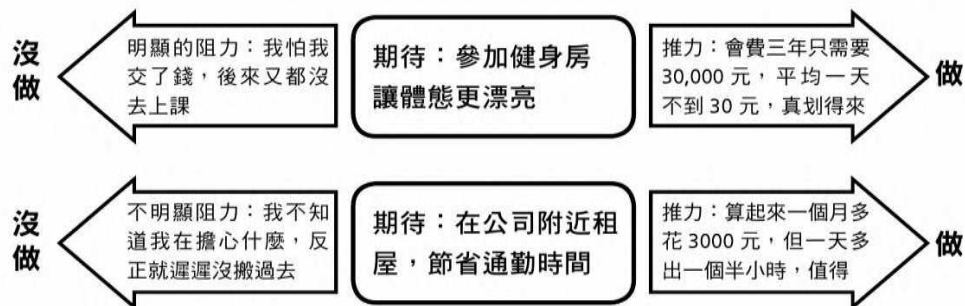 沒做
明顯的阻力：我怕我
交了錢，後來又都沒
去上課
期待：參加健身房
讓體態更漂亮
推力：會費三年只需要
30,000 元，平均一天
不到 30 元，真划得來
做
沒做
不明顯阻力：我不知
道我在擔心什麼，反
正就遲遲沒搬過去
期待：在公司附近租
屋，節省通勤時間
推力：算起來一個月多
花 3000 元，但一天多
出一個半小時，值得
做